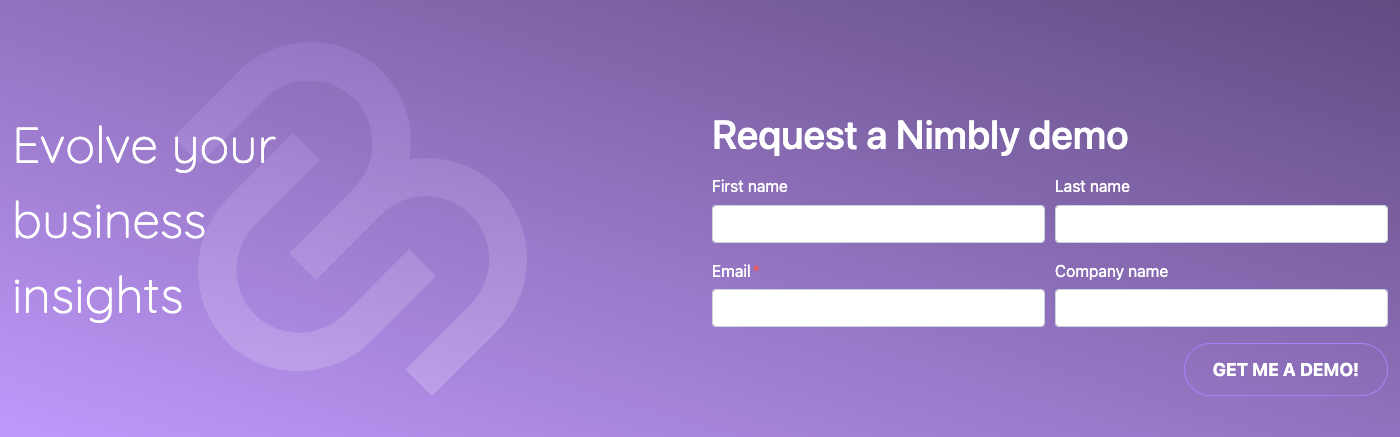 Evolve your
business
insights
Request a Nimbly demo
First name
Last name
Email*
Company name
GET ME A DEMO!